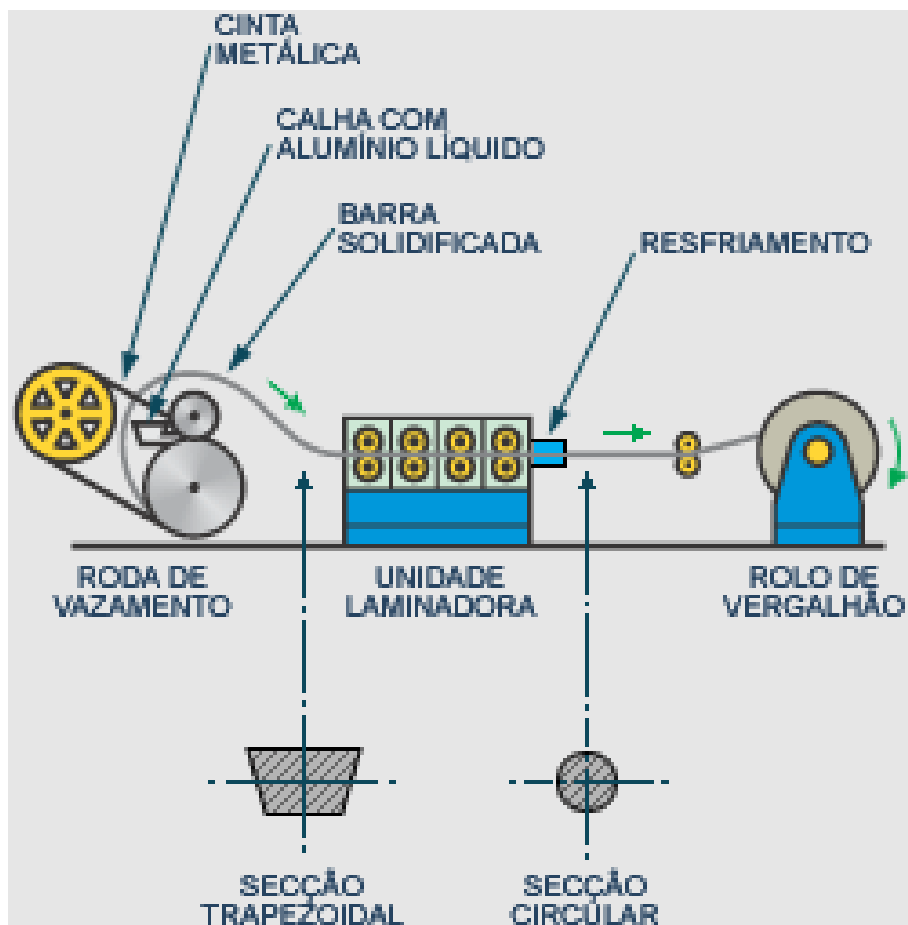 CINTA
METÁLICA
CALHA COM
ALUMÍNIO LÍQUIDO
BARRA
SOLIDIFICADA
RESFRIAMENTO
RODA DE
VAZAMENTO
UNIDADE
LAMINADORA
ROLO DE
VERGALHÃO
SECÇÃO
TRAPEZOIDAL
SECÇÃO
CIRCULAR